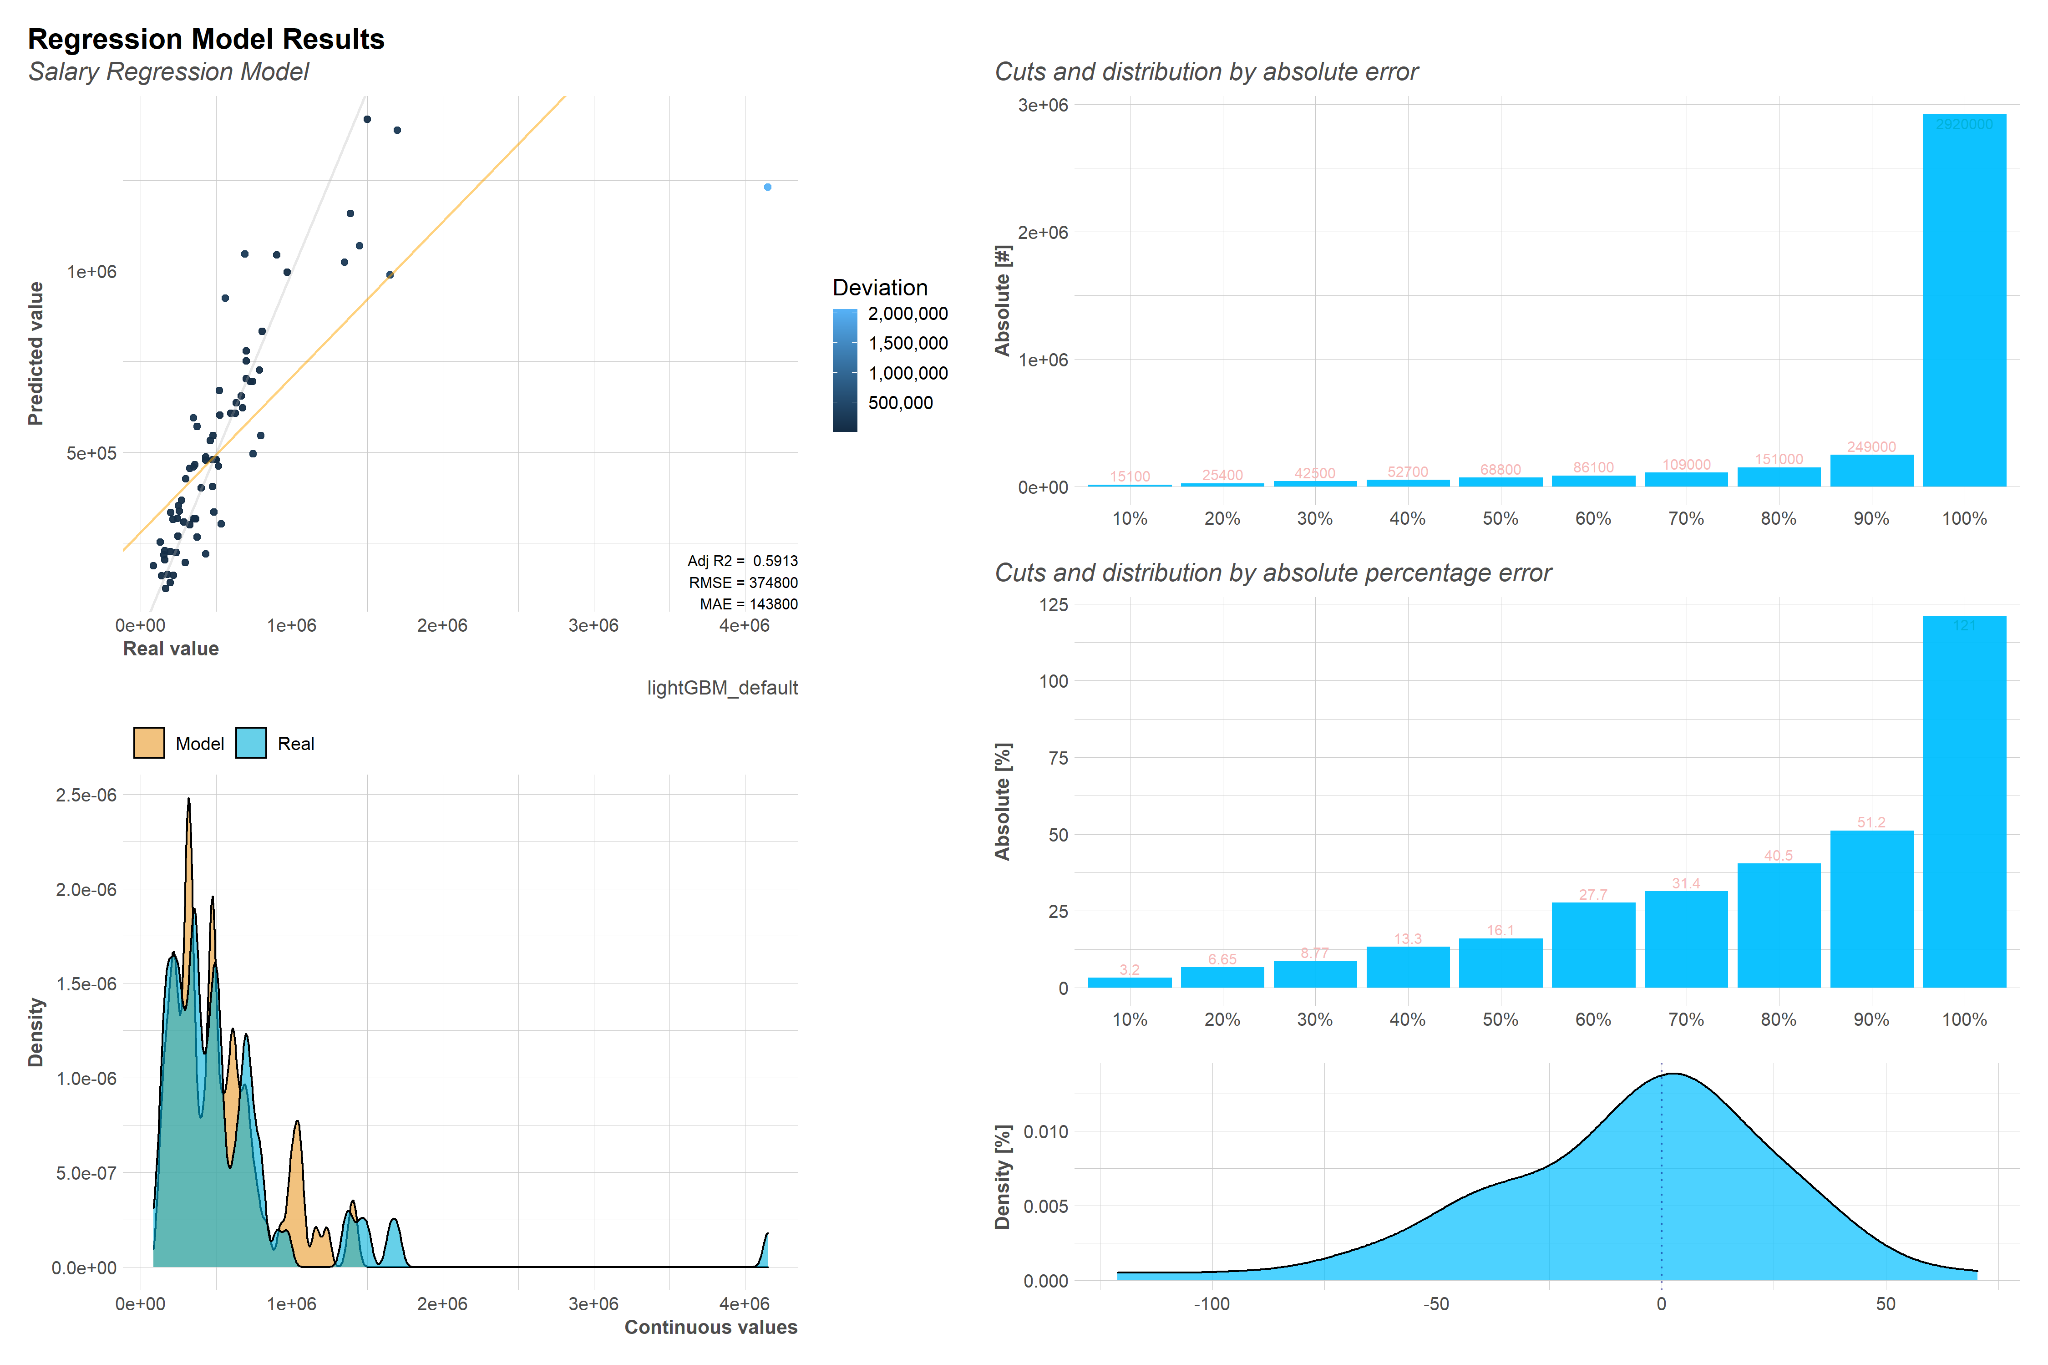 Regression Model Results
Salary Regression Model
Predicted value
1e+06
5e+05
Adj R2 = 0.5913
RMSE = 374800
MAE = 143800
0e+00 1e+06 2e+06 3e+06 4e+06
Real value
lightGBM_default
Deviation
2,000,000
1,500,000
1,000,000
500,000
Model Real
Density
2.5e-06
2.0e-06
1.5e-06
1.0e-06
5.0e-07
0.0e+00
0e+00 1e+06 2e+06 3e+06 4e+06
Continuous values
Cuts and distribution by absolute error
Absolute [#]
3e+06
2e+06
1e+06
0e+00
15100 25400 42500 52700 68800 86100 109000 151000 249000 2920000
10% 20% 30% 40% 50% 60% 70% 80% 90% 100%
Cuts and distribution by absolute percentage error
Absolute [%]
125
100
75
50
25
0
3.2 6.65 8.77 13.3 16.1 27.7 31.4 40.5 51.2 121
10% 20% 30% 40% 50% 60% 70% 80% 90% 100%
Density [%]
0.010
0.005
0.000
-100 -50 0 50